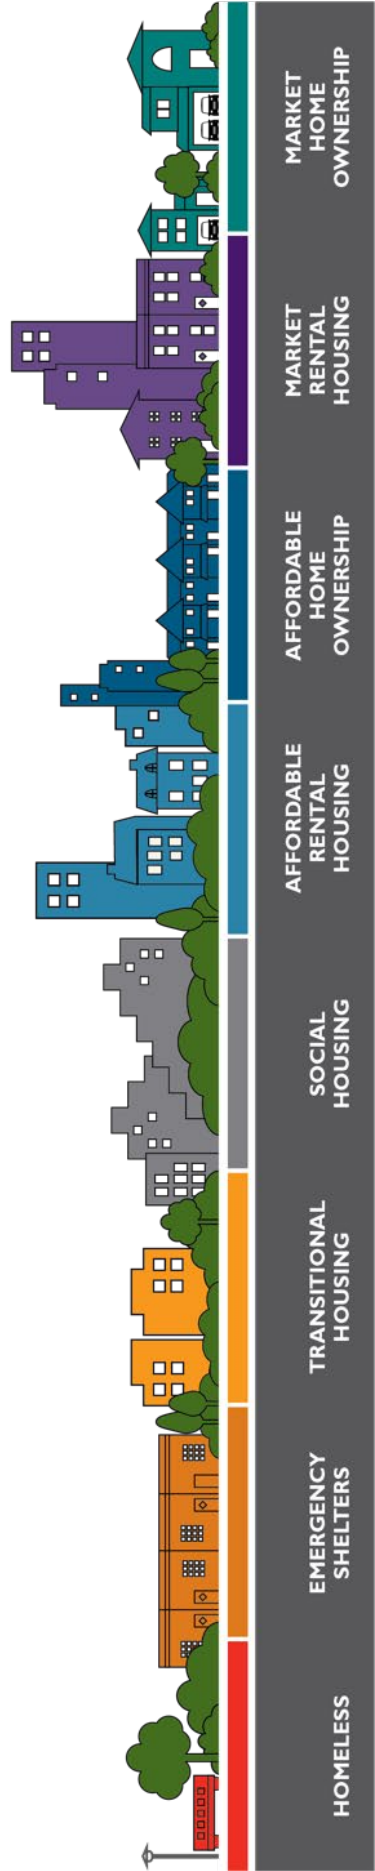 HOMELESS
EMERGENCY
SHELTERS
TRANSITIONAL
HOUSING
SOCIAL
HOUSING
AFFORDABLE
RENTAL
HOUSING
AFFORDABLE
HOME
OWNERSHIP
MARKET
RENTAL
HOUSING
MARKET
HOME
OWNERSHIP